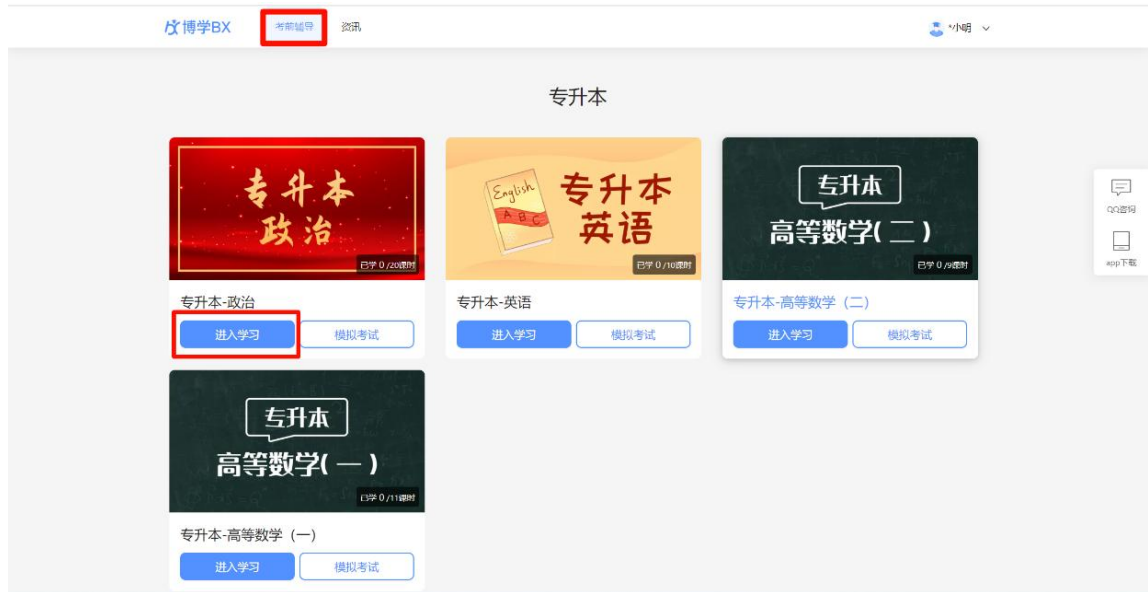 博学BX 考前辅导 资讯 *小明
专升本
专升本
政治
已学 0 /20课时
English
ABC
专升本
英语
已学 0 /10课时
专升本
高等数学( 二 )
已学 0 /9课时
专升本-政治
进入学习 模拟考试
专升本-英语
进入学习 模拟考试
专升本-高等数学（二）
进入学习 模拟考试
专升本
高等数学( 一 )
已学 0 /11课时
专升本-高等数学（一）
进入学习 模拟考试
QQ咨询
app下载